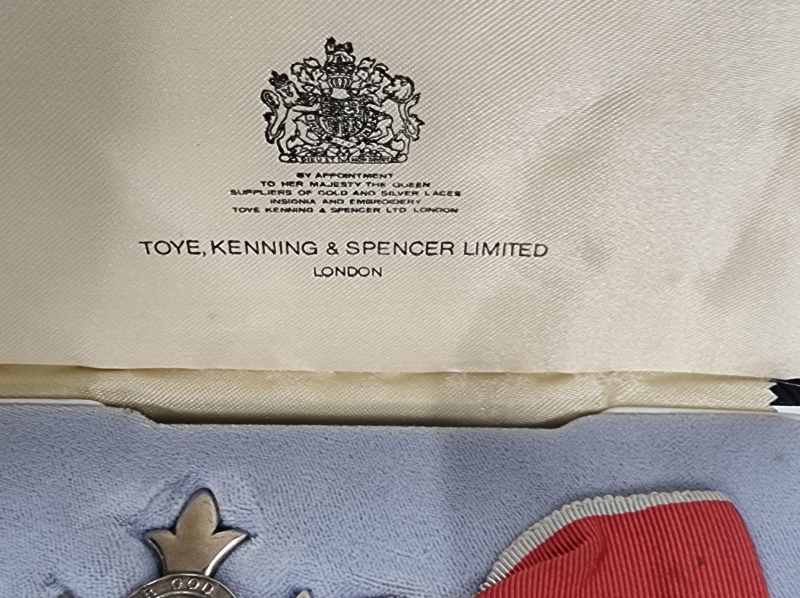 BY APPOINTMENT
TO HER MAJESTY THE QUEEN
SUPPLIERS OF GOLD AND SILVER LACES
INSIGNIA AND EMBROIDERY
TOYE KENNING & SPENCER LTD LONDON
TOYE, KENNING & SPENCER LIMITED
LONDON
GOD